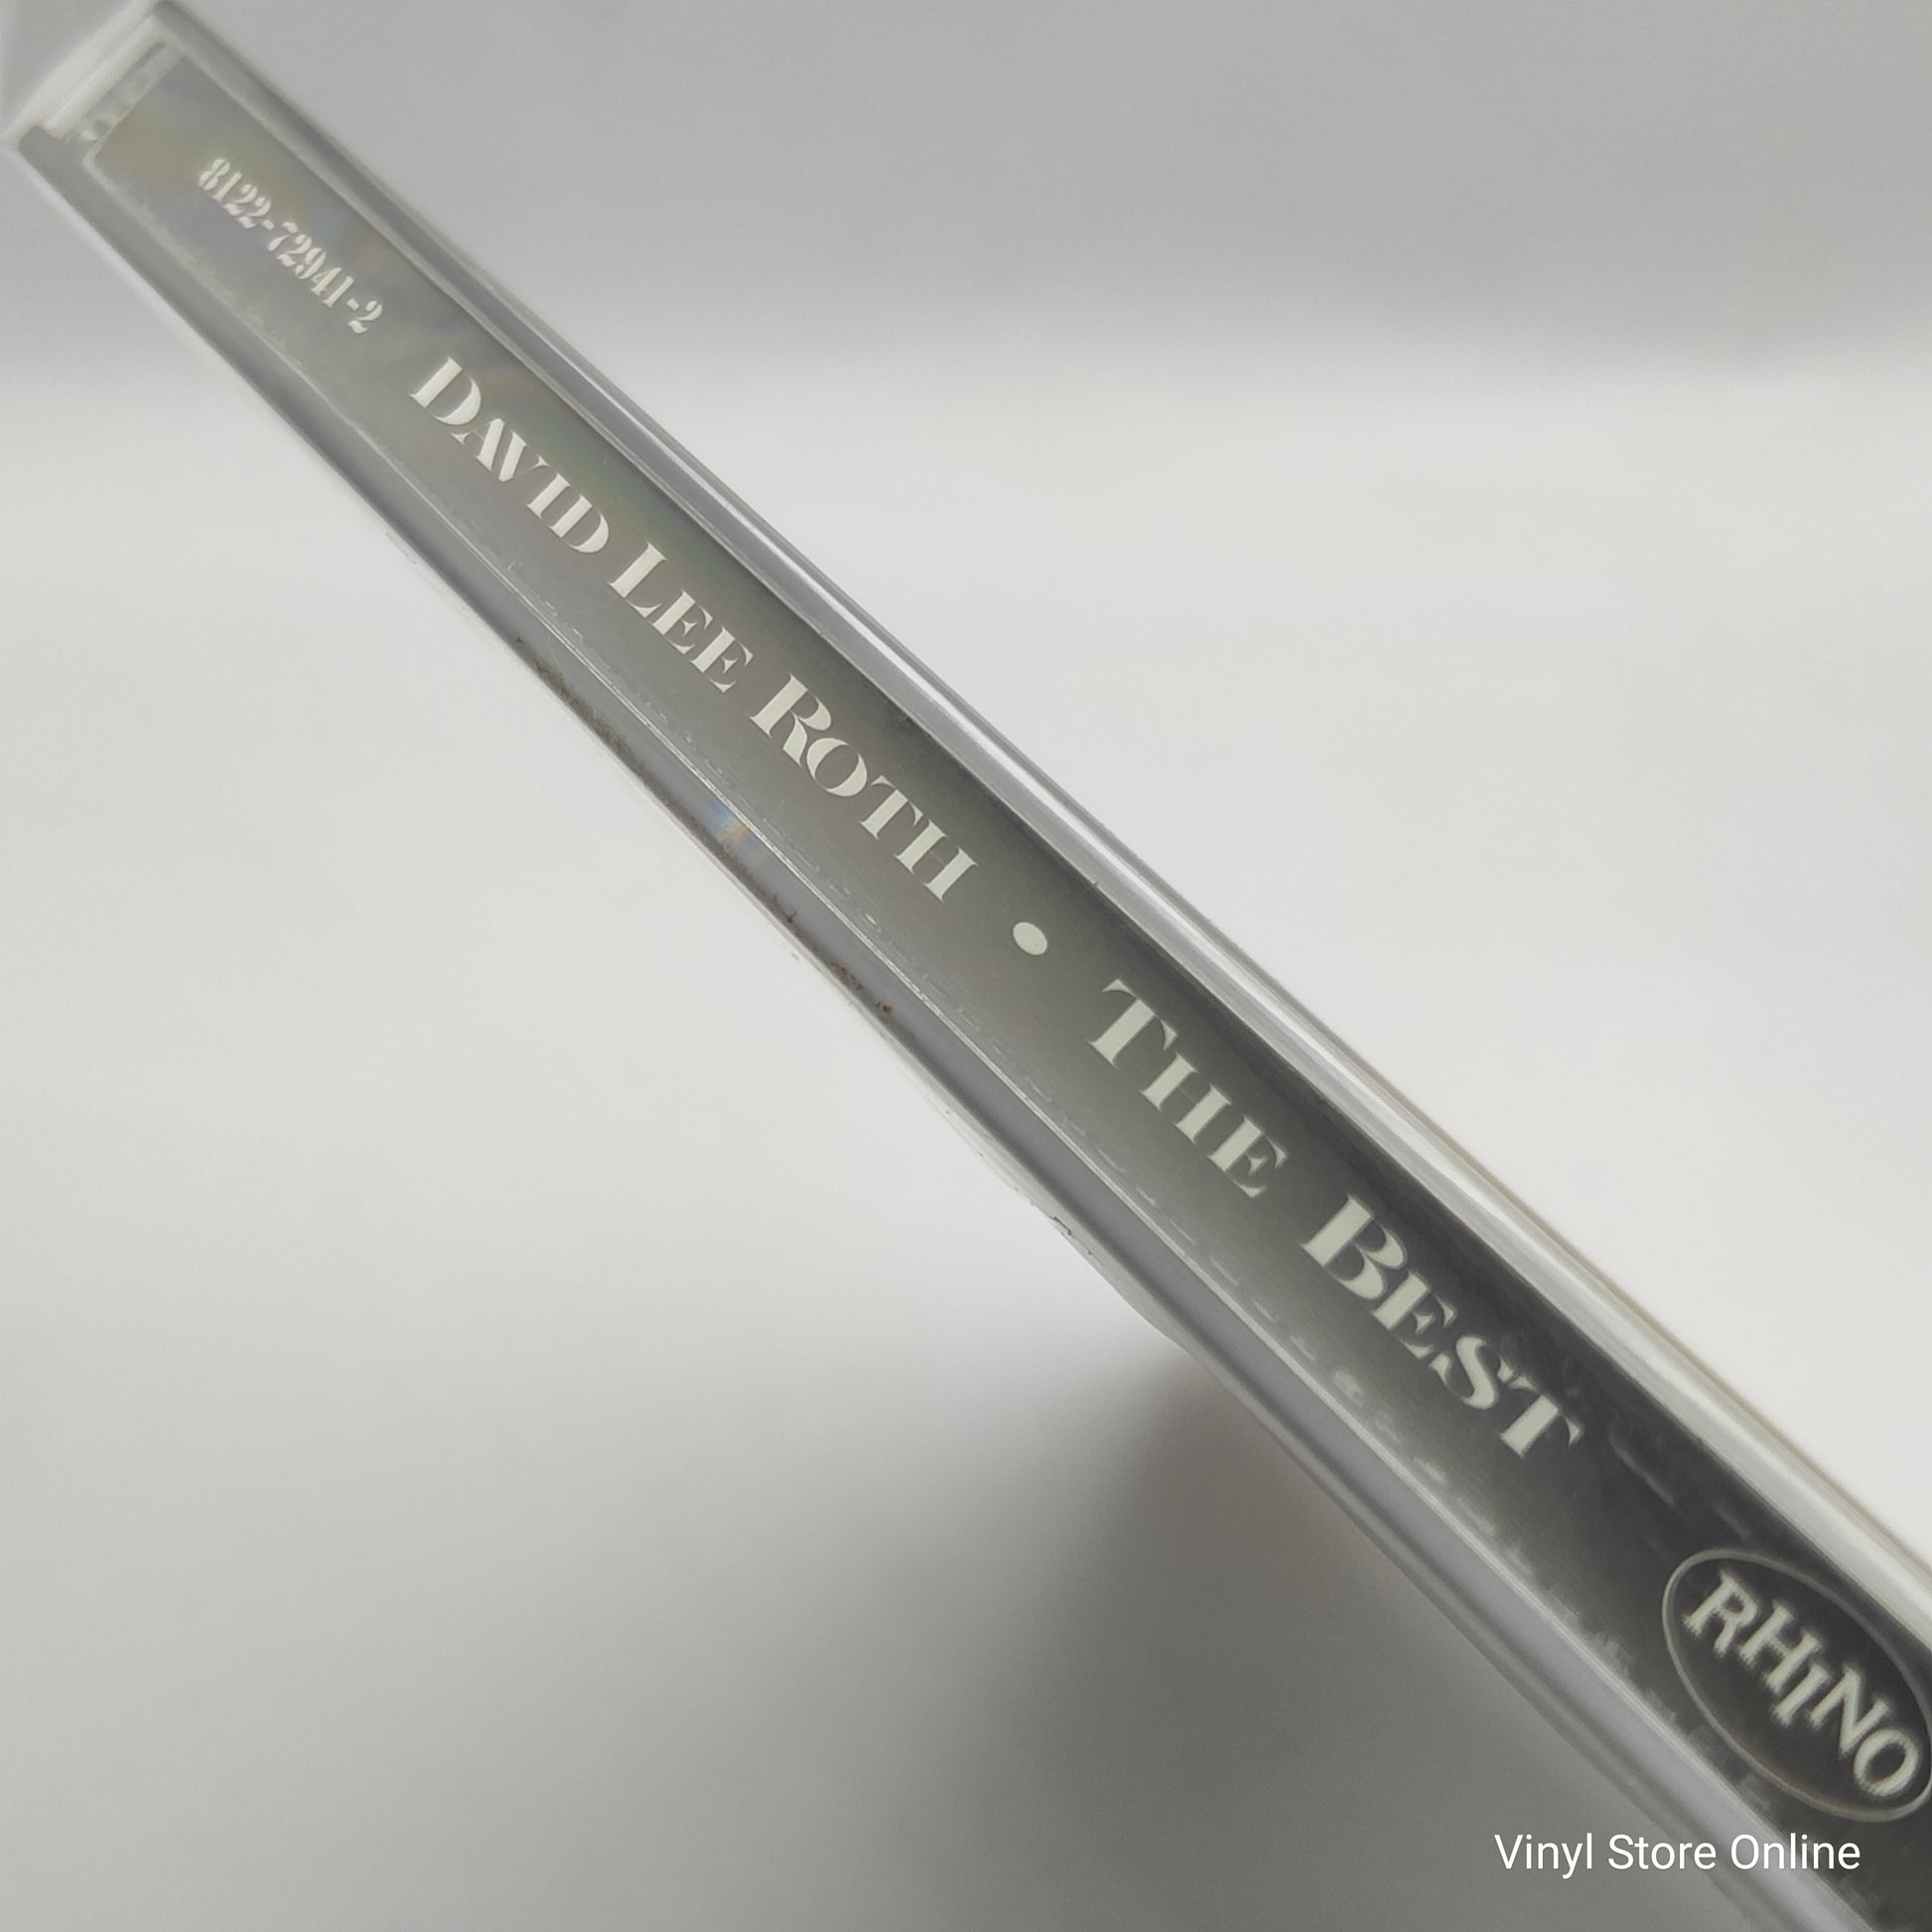 8122-72941-2 DAVID LEE ROTH • THE BEST RHINO
Vinyl Store Online